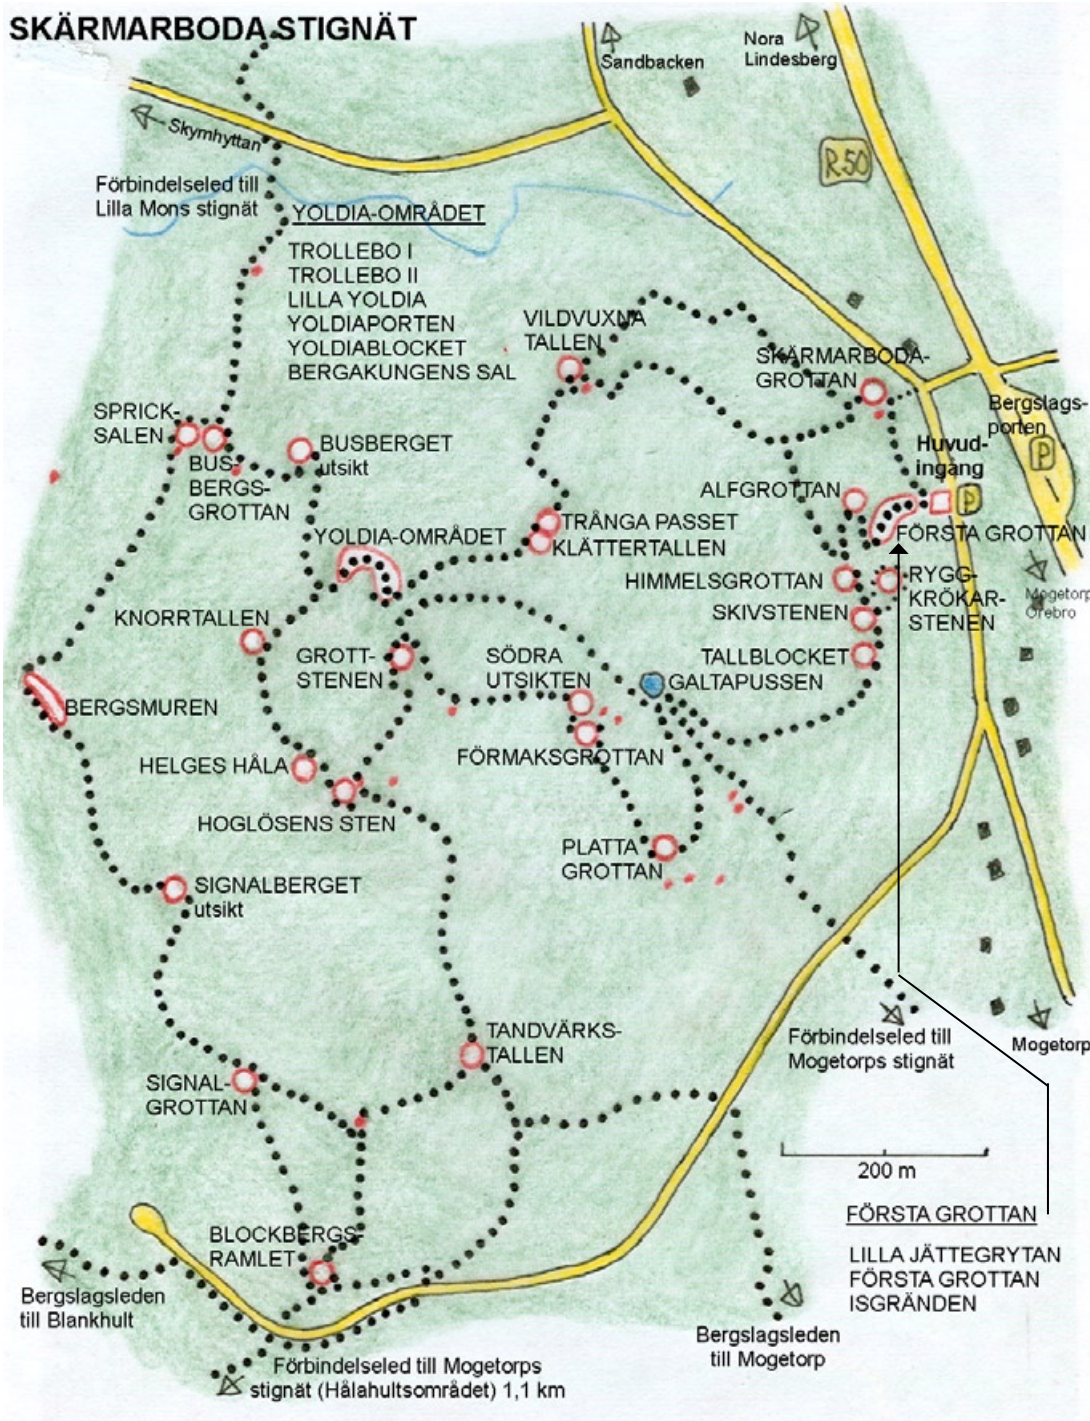 SKÄRMARBODA STIGNÄT
Sandbacken
Nora
Lindesberg
Skymhyttan
R.50
Förbindelseled till
Lilla Mons stignät
YOLDIA-OMRÅDET
TROLLEBO I
TROLLEBO II
LILLA YOLDIA
YOLDIAPORTEN
YOLDIABLOCKET
BERGAKUNGENS SAL
VILDVUXNA
TALLEN
SKÄRMARBODA-
GROTTAN
Bergslags-
porten
P
SPRICK-
SALEN
BUS-
BERGS-
GROTTAN
BUSBERGET
utsikt
Huvud-
ingång
P
ALFGROTTAN
FÖRSTA GROTTAN
YOLDIA-OMRÅDET
TRÅNGA PASSET
KLÄTTERTALLEN
HIMMELSGROTTAN
RYGG-
KRÖKAR-
STENEN
Mogetorp
Örebro
SKIVSTENEN
KNORRTALLEN
GROTT-
STENEN
SÖDRA
UTSIKTEN
TALLBLOCKET
GALTAPUSSEN
BERGSMUREN
HELGES HÅLA
FÖRMAKSGROTTAN
HOGLÖSENS STEN
PLATTA
GROTTAN
SIGNALBERGET
utsikt
TANDVÄRKS-
TALLEN
Förbindelseled till
Mogetorps stignät
Mogetorp
SIGNAL-
GROTTAN
200 m
FÖRSTA GROTTAN
LILLA JÄTTEGRYTAN
FÖRSTA GROTTAN
ISGRÄNDEN
BLOCKBERGS-
RAMLET
Bergslagsleden
till Blankhult
Bergslagsleden
till Mogetorp
Förbindelseled till Mogetorps
stignät (Hålahultsområdet) 1,1 km